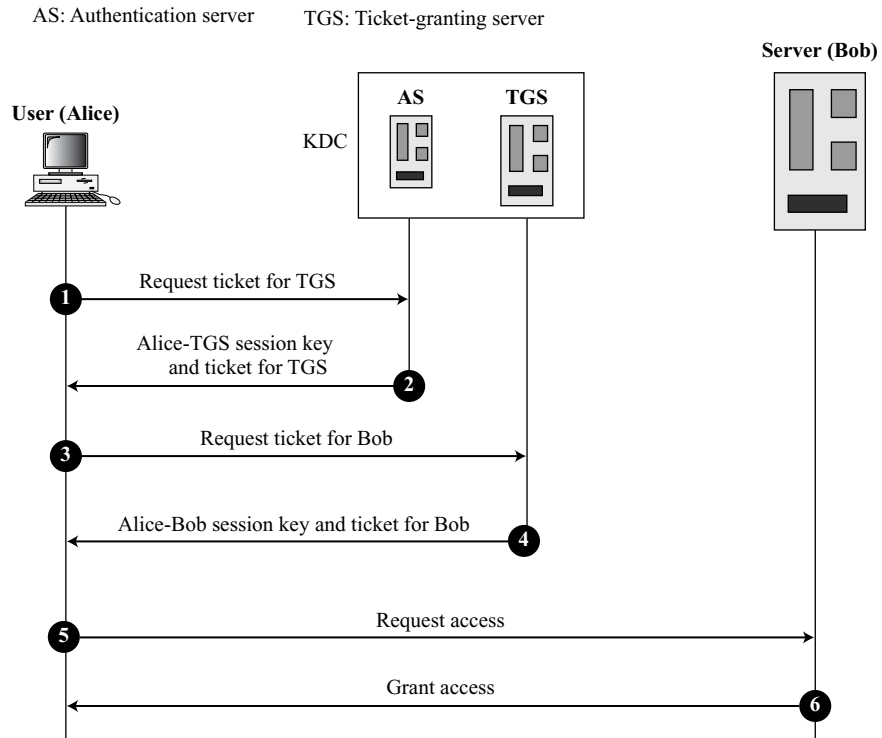 AS: Authentication server
TGS: Ticket-granting server
Server (Bob)
AS
TGS
User (Alice)
KDC
Request ticket for TGS
1
Alice-TGS session key
and ticket for TGS
2
Request ticket for Bob
3
Alice-Bob session key and ticket for Bob
4
Request access
5
Grant access
6